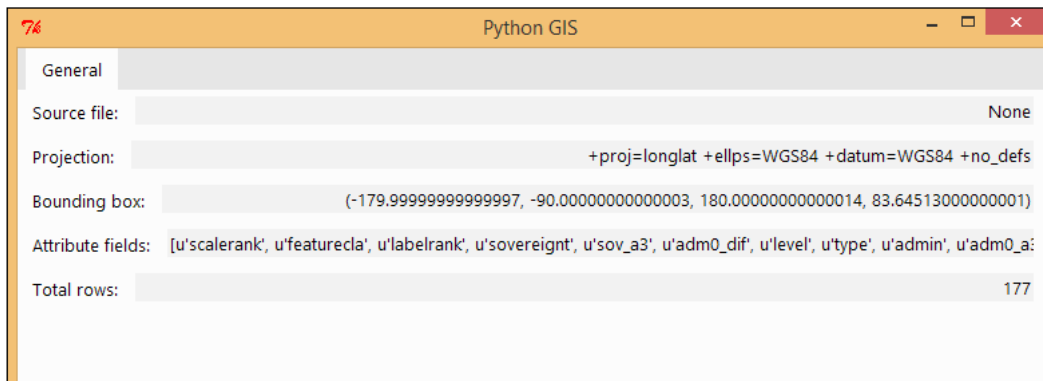 Python GIS
General
Source file: None
Projection: +proj=longlat +ellps=WGS84 +datum=WGS84 +no_defs
Bounding box: (-179.99999999999997, -90.00000000000003, 180.00000000000014, 83.64513000000001)
Attribute fields: [u'scalerank', u'featurecla', u'labelrank', u'sovereignt', u'sov_a3', u'adm0_dif', u'level', u'type', u'admin', u'adm0_a3
Total rows: 177